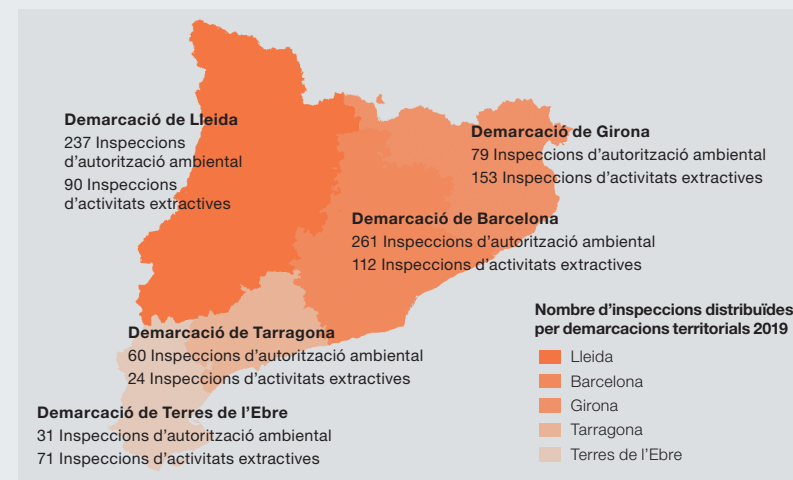 Demarcació de Lleida
237 Inspeccions
d'autorització ambiental
90 Inspeccions
d'activitats extractives
Demarcació de Girona
79 Inspeccions d'autorització ambiental
153 Inspeccions d'activitats extractives
Demarcació de Barcelona
261 Inspeccions d'autorització ambiental
112 Inspeccions d'activitats extractives
Demarcació de Tarragona
60 Inspeccions d'autorització ambiental
24 Inspeccions d'activitats extractives
Demarcació de Terres de l'Ebre
31 Inspeccions d'autorització ambiental
71 Inspeccions d'activitats extractives
Nombre d'inspeccions distribuïdes
per demarcacions territorials 2019
Lleida
Barcelona
Girona
Tarragona
Terres de l'Ebre